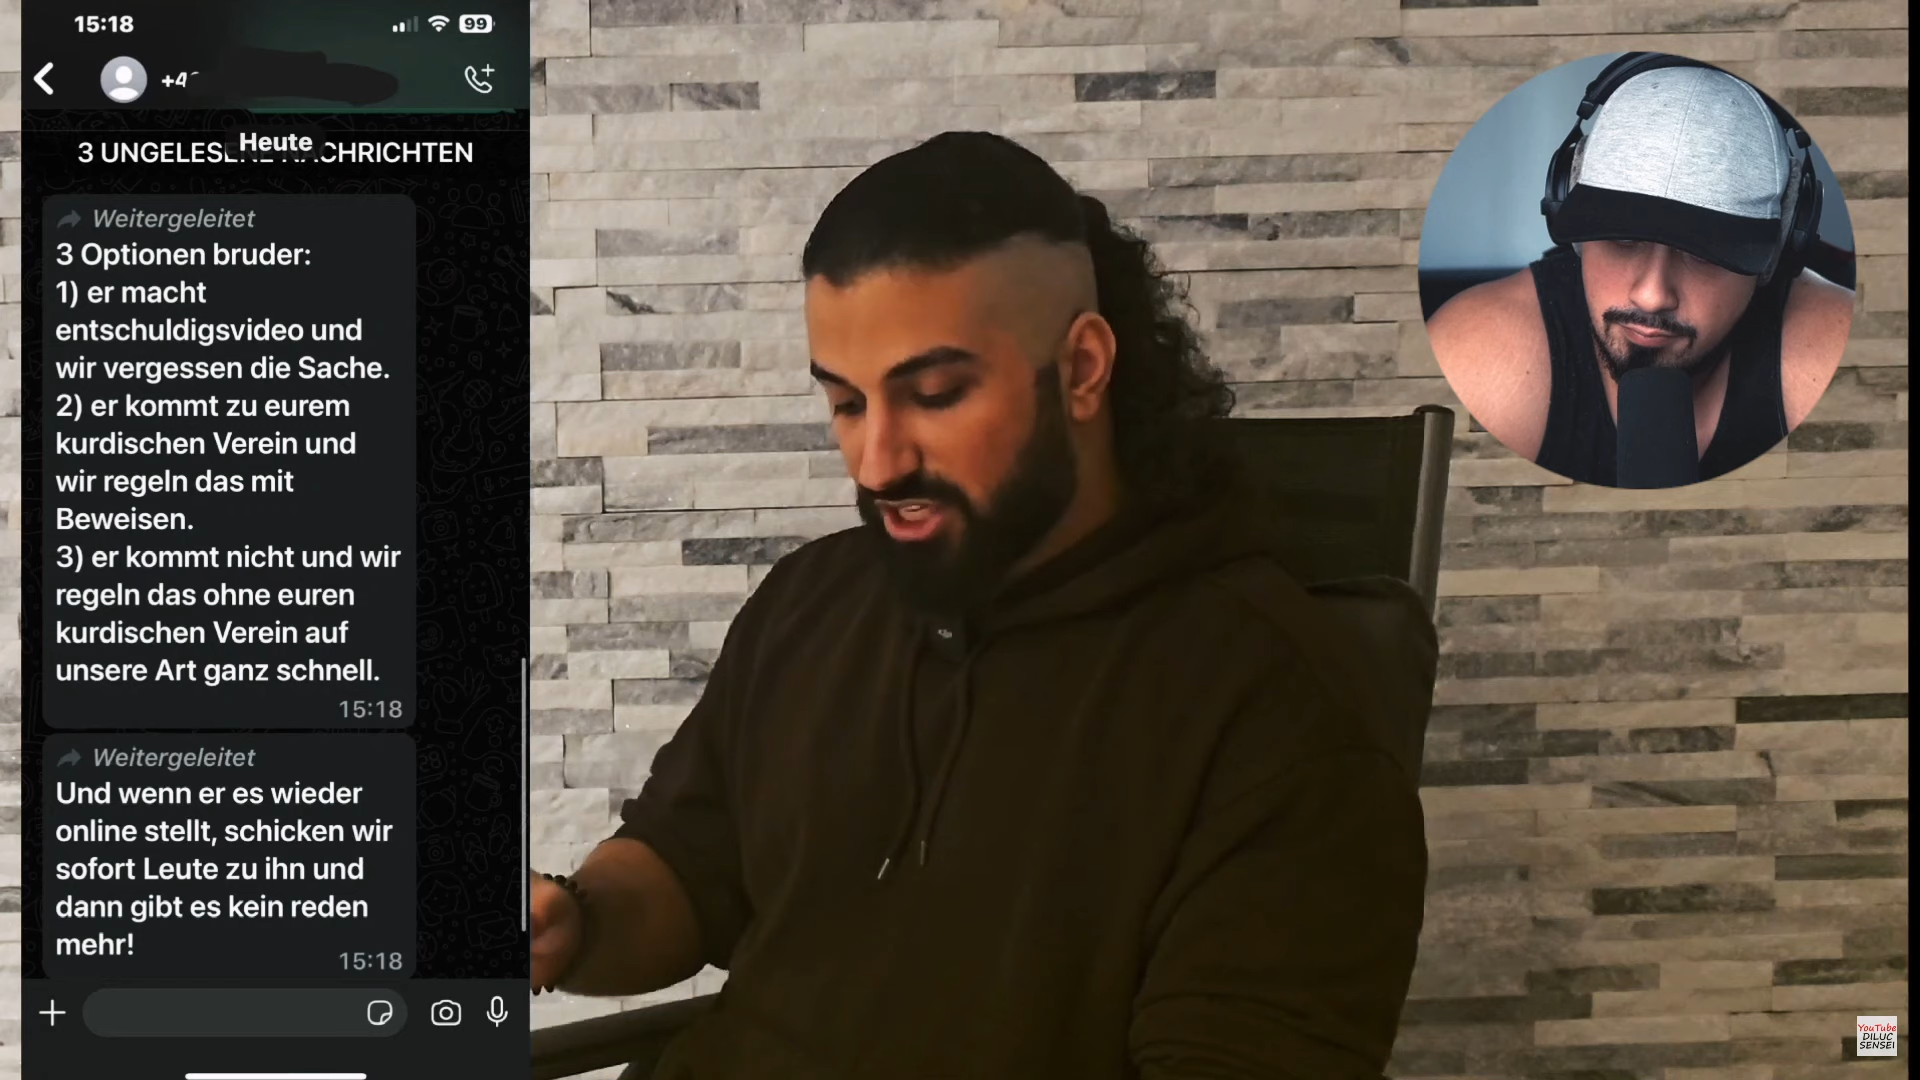 15:18
99
+4
Heute
3 UNGELESENE NACHRICHTEN
Weitergeleitet
3 Optionen bruder:
1) er macht
entschuldigsvideo und
wir vergessen die Sache.
2) er kommt zu eurem
kurdischen Verein und
wir regeln das mit
Beweisen.
3) er kommt nicht und wir
regeln das ohne euren
kurdischen Verein auf
unsere Art ganz schnell.
15:18
Weitergeleitet
Und wenn er es wieder
online stellt, schicken wir
sofort Leute zu ihn und
dann gibt es kein reden
mehr!
15:18
YouTube
DILUC
SENSEI